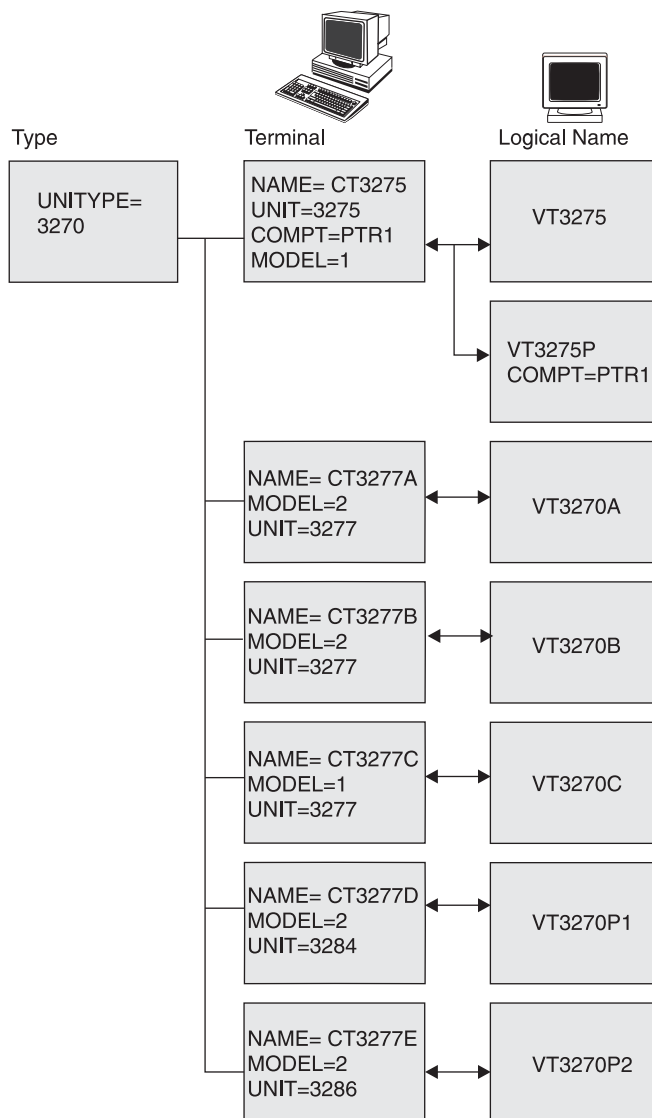 Type
Terminal
Logical Name
UNITYPE=
3270
NAME= CT3275
UNIT=3275
COMPT=PTR1
MODEL=1
VT3275
VT3275P
COMPT=PTR1
NAME= CT3277A
MODEL=2
UNIT=3277
VT3270A
NAME= CT3277B
MODEL=2
UNIT=3277
VT3270B
NAME= CT3277C
MODEL=1
UNIT=3277
VT3270C
NAME= CT3277D
MODEL=2
UNIT=3284
VT3270P1
NAME= CT3277E
MODEL=2
UNIT=3286
VT3270P2